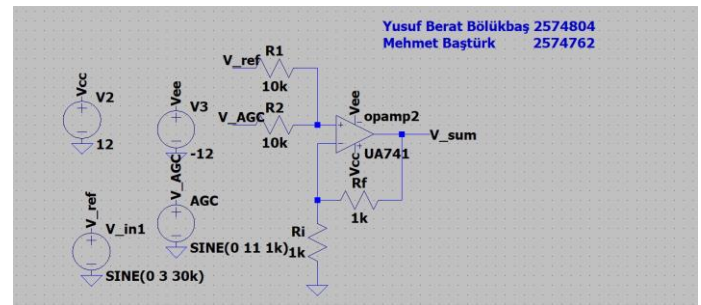 Yusuf Berat Bölükbaş 2574804
Mehmet Baştürk 2574762
V_ref
R1
10k
Vcc
V2
12
Vee
V3
-12
V_AGC
R2
10k
Vee
opamp2
UA741
Vcc
V_sum
Rf
1k
Ri
1k
V_AGC
AGC
SINE(0 11 1k)
V_ref
V_in1
SINE(0 3 30k)